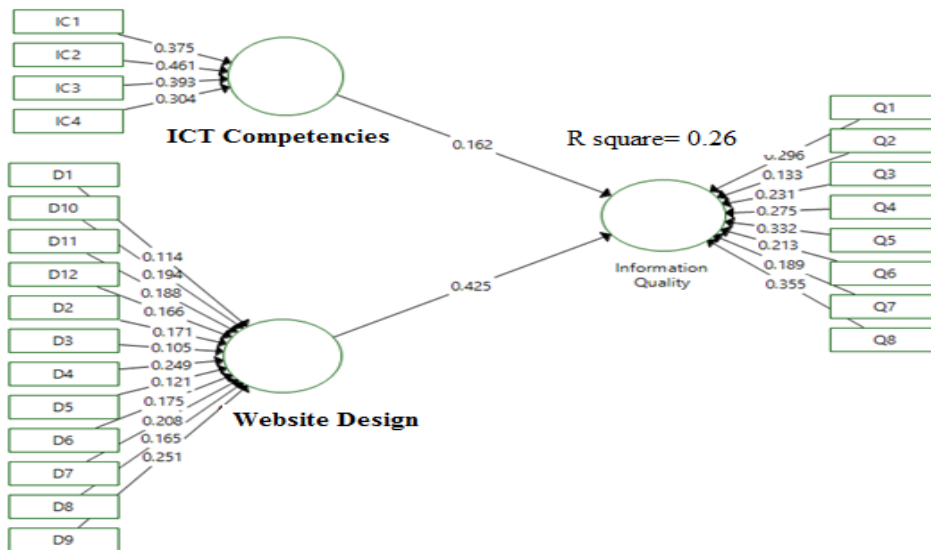 IC1
IC2
IC3
IC4
0.375
0.461
0.393
0.304
ICT Competencies
0.162
R square= 0.26
D1
D10
D11
D12
D2
D3
D4
D5
D6
D7
D8
D9
0.114
0.194
0.188
0.166
0.171
0.105
0.249
0.121
0.175
0.208
0.165
0.251
Website Design
0.425
Information
Quality
0.296
0.133
0.231
0.275
0.332
0.213
0.189
0.355
Q1
Q2
Q3
Q4
Q5
Q6
Q7
Q8